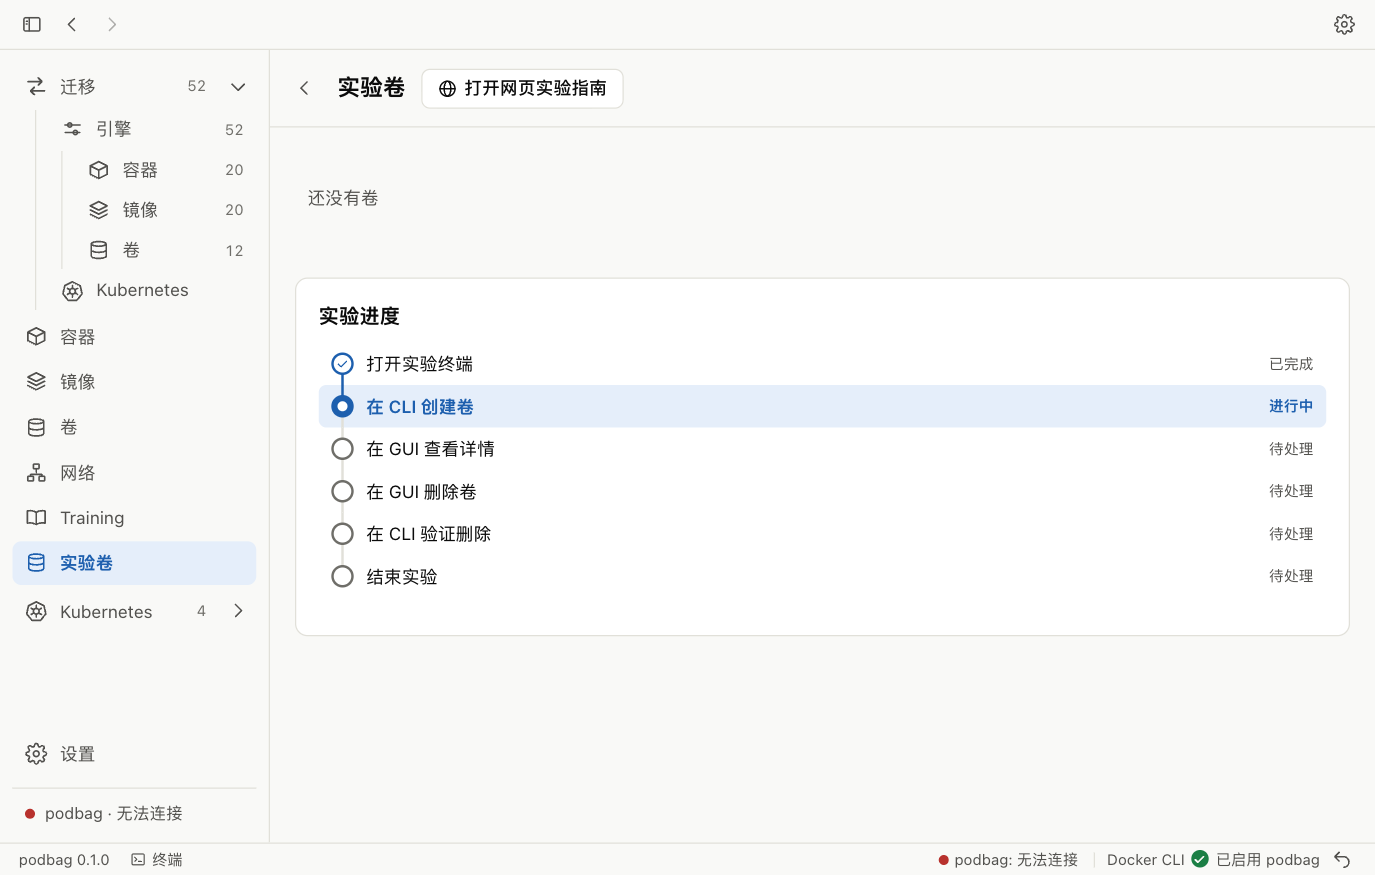 迁移 52
引擎 52
容器 20
镜像 20
卷 12
Kubernetes
容器
镜像
卷
网络
Training
实验卷
Kubernetes 4
设置
podbag · 无法连接
实验卷
打开网页实验指南
还没有卷
实验进度
打开实验终端 已完成
在 CLI 创建卷 进行中
在 GUI 查看详情 待处理
在 GUI 删除卷 待处理
在 CLI 验证删除 待处理
结束实验 待处理
podbag 0.1.0 终端 podbag: 无法连接 Docker CLI 已启用 podbag